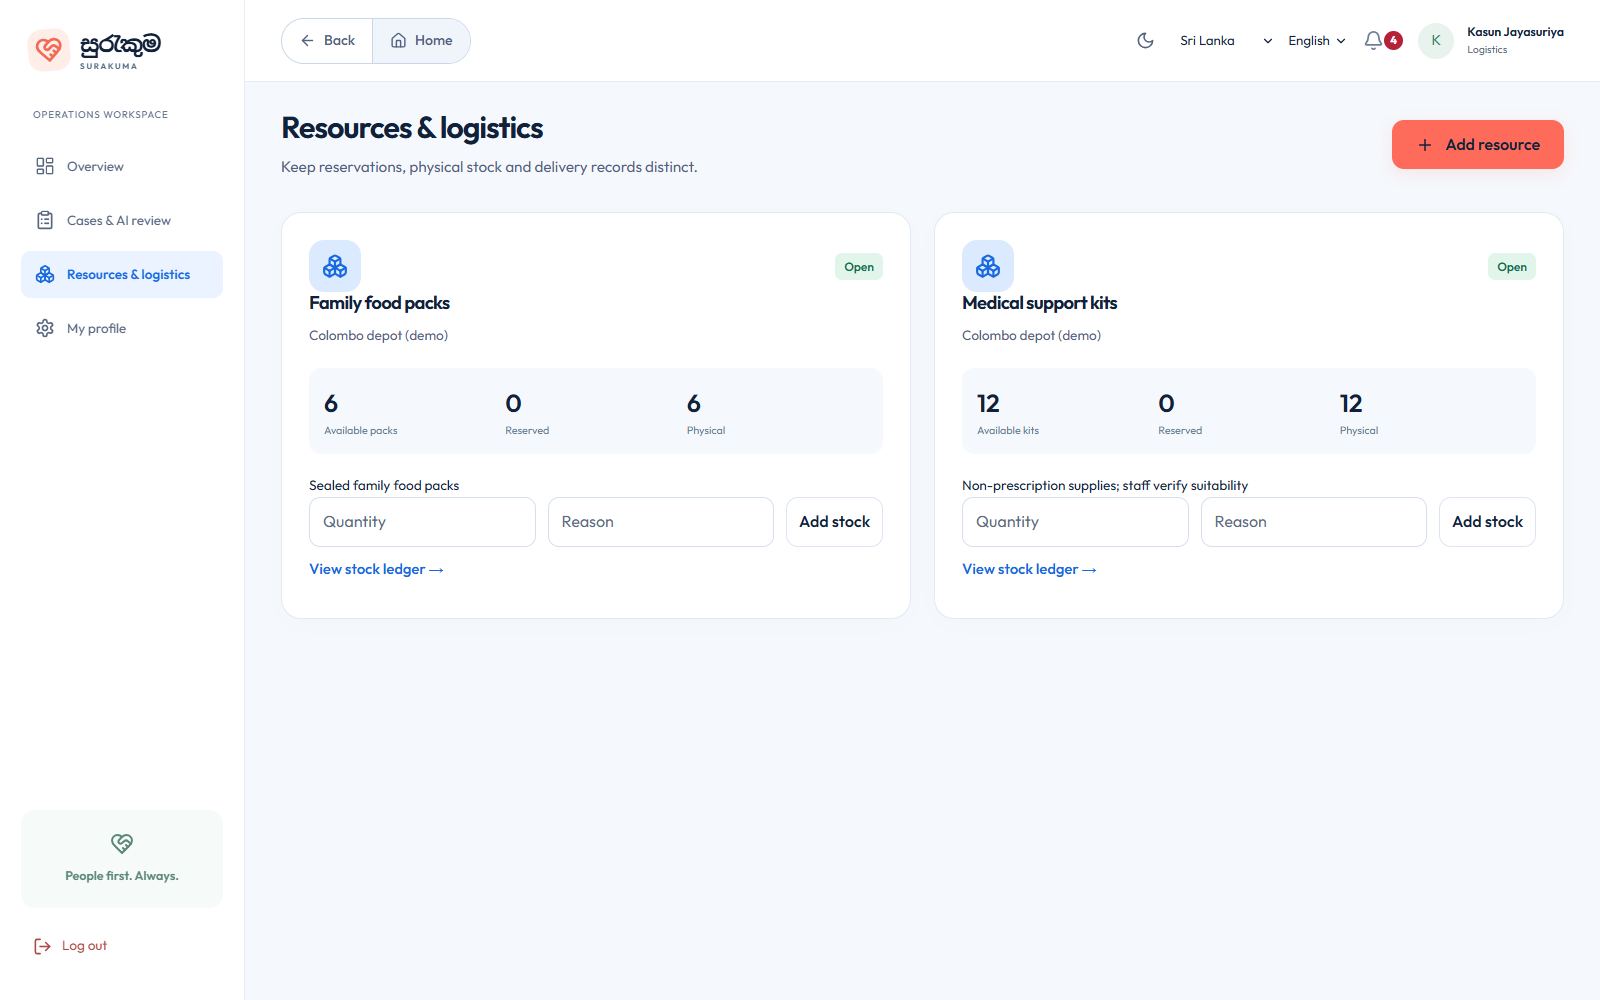 සුරැකුම
SURAKUMA
OPERATIONS WORKSPACE
Overview
Cases & AI review
Resources & logistics
My profile
People first. Always.
Log out
Back
Home
Sri Lanka
English
4
K
Kasun Jayasuriya
Logistics
Resources & logistics
Keep reservations, physical stock and delivery records distinct.
+ Add resource
Open
Family food packs
Colombo depot (demo)
6 0 6
Available packs Reserved Physical
Sealed family food packs
Quantity Reason Add stock
View stock ledger →
Open
Medical support kits
Colombo depot (demo)
12 0 12
Available kits Reserved Physical
Non-prescription supplies; staff verify suitability
Quantity Reason Add stock
View stock ledger →